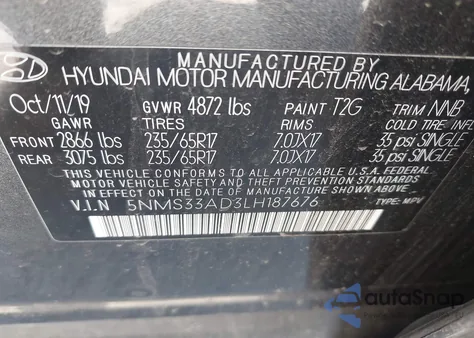 MANUFACTURED BY
HYUNDAI MOTOR MANUFACTURING ALABAMA,
Oct/11/19 GVWR 4872 lbs PAINT T2G TRIM NNB
GAWR TIRES RIMS COLD TIRE INFL
FRONT 2866 lbs 235/65R17 7.0JX17 35 psi SINGLE
REAR 3075 lbs 235/65R17 7.0JX17 35 psi SINGLE
THIS VEHICLE CONFORMS TO ALL APPLICABLE U.S.A FEDERAL
MOTOR VEHICLE SAFETY AND THEFT PREVENTION STANDARDS
IN EFFECT ON THE DATE OF MANUFACTURE SHOWN ABOVE.
V.I.N 5NMS33AD3LH187676 TYPE: MPV
autoSnap